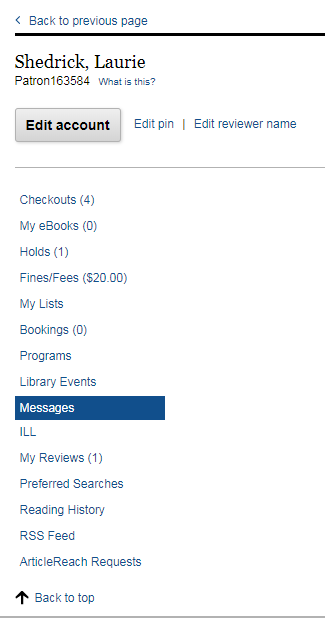 Back to previous page
Shedrick, Laurie
Patron163584 What is this?
Edit account Edit pin | Edit reviewer name
Checkouts (4)
My eBooks (0)
Holds (1)
Fines/Fees ($20.00)
My Lists
Bookings (0)
Programs
Library Events
Messages
ILL
My Reviews (1)
Preferred Searches
Reading History
RSS Feed
ArticleReach Requests
Back to top